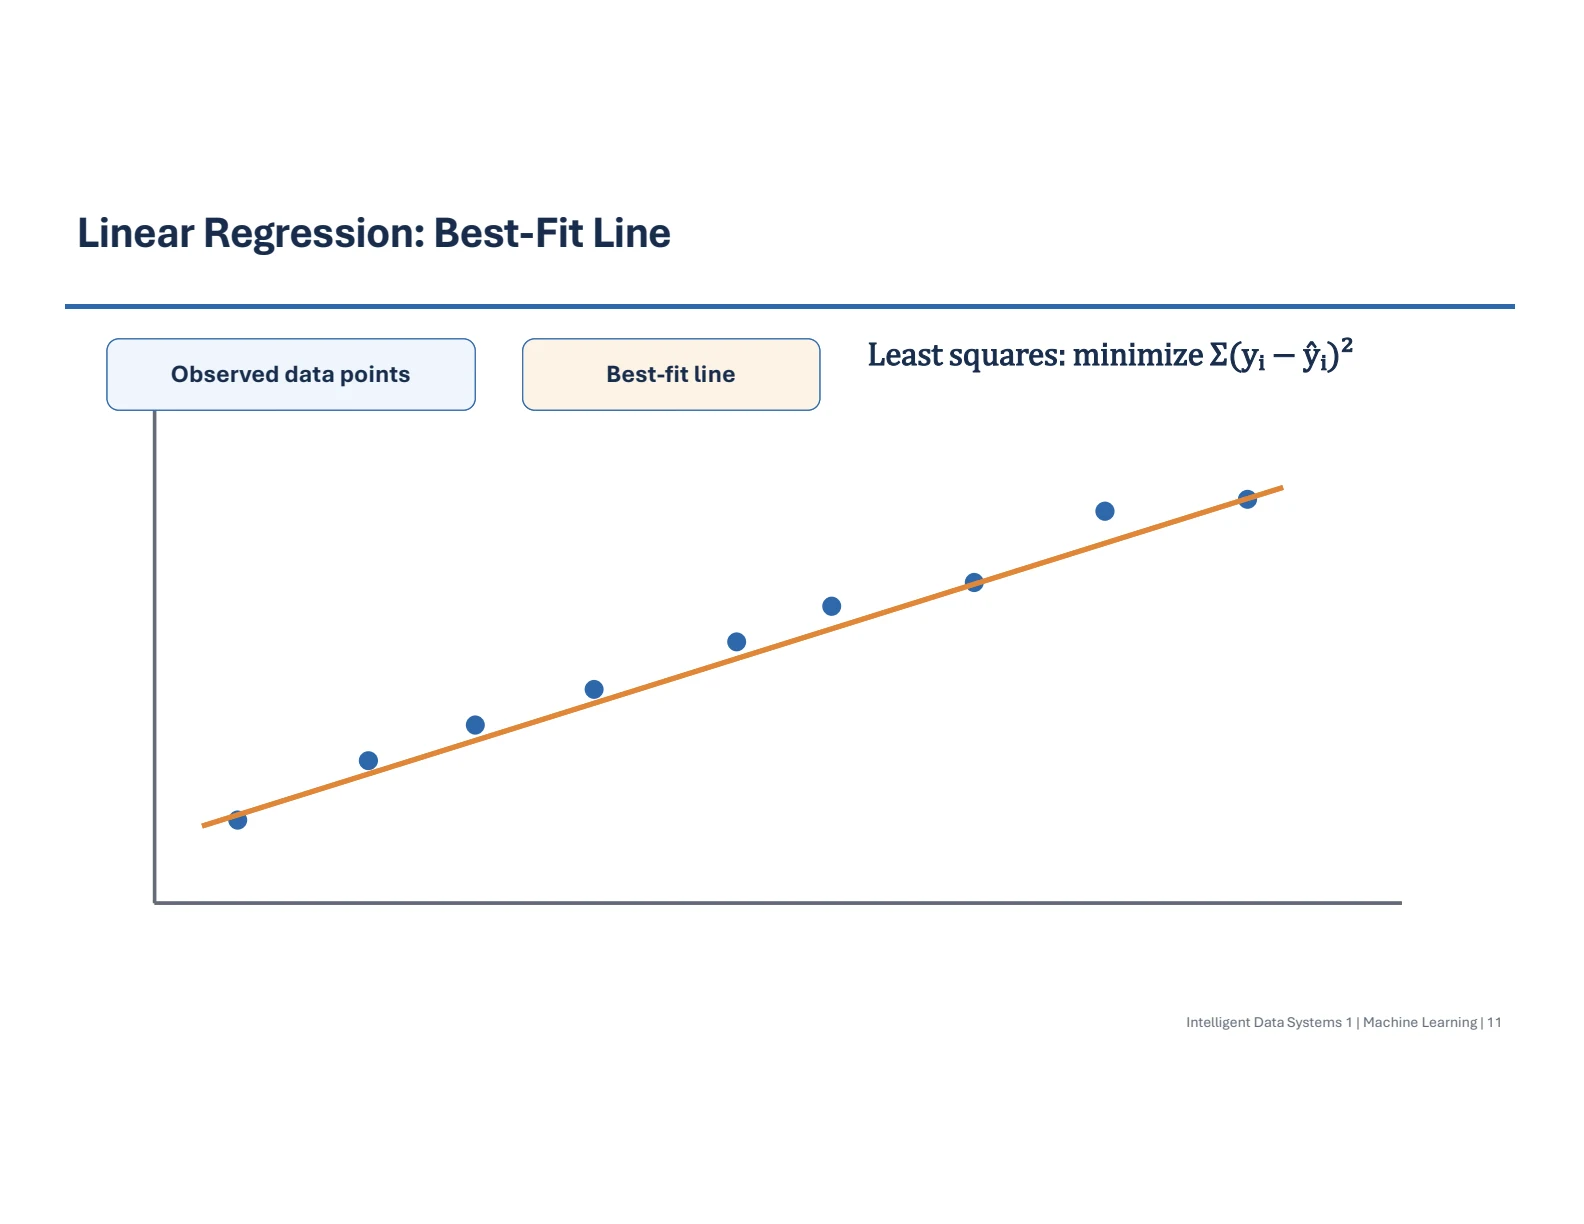 Linear Regression: Best-Fit Line
Observed data points
Best-fit line
Least squares: minimize Σ(yᵢ − ŷᵢ)²
Intelligent Data Systems 1 | Machine Learning | 11